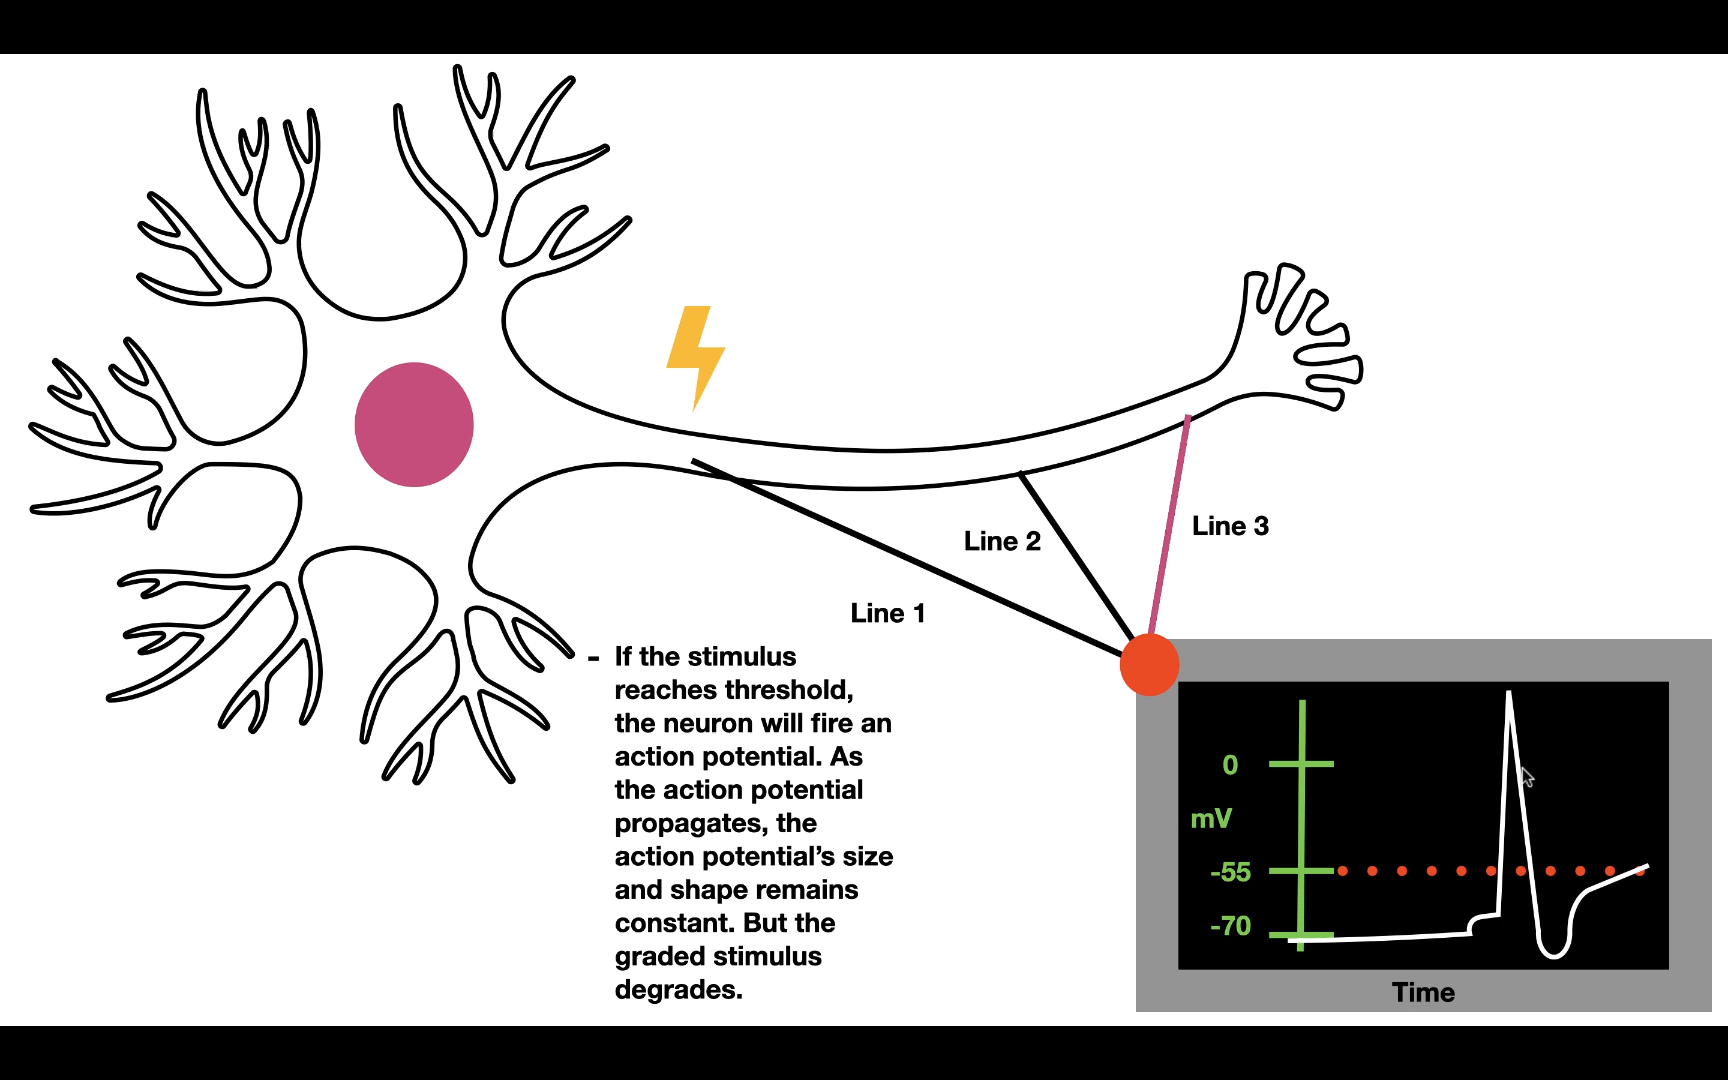 Line 3
Line 2
Line 1
- If the stimulus
reaches threshold,
the neuron will fire an
action potential. As
the action potential
propagates, the
action potential’s size
and shape remains
constant. But the
graded stimulus
degrades.
0
mV
-55
-70
Time